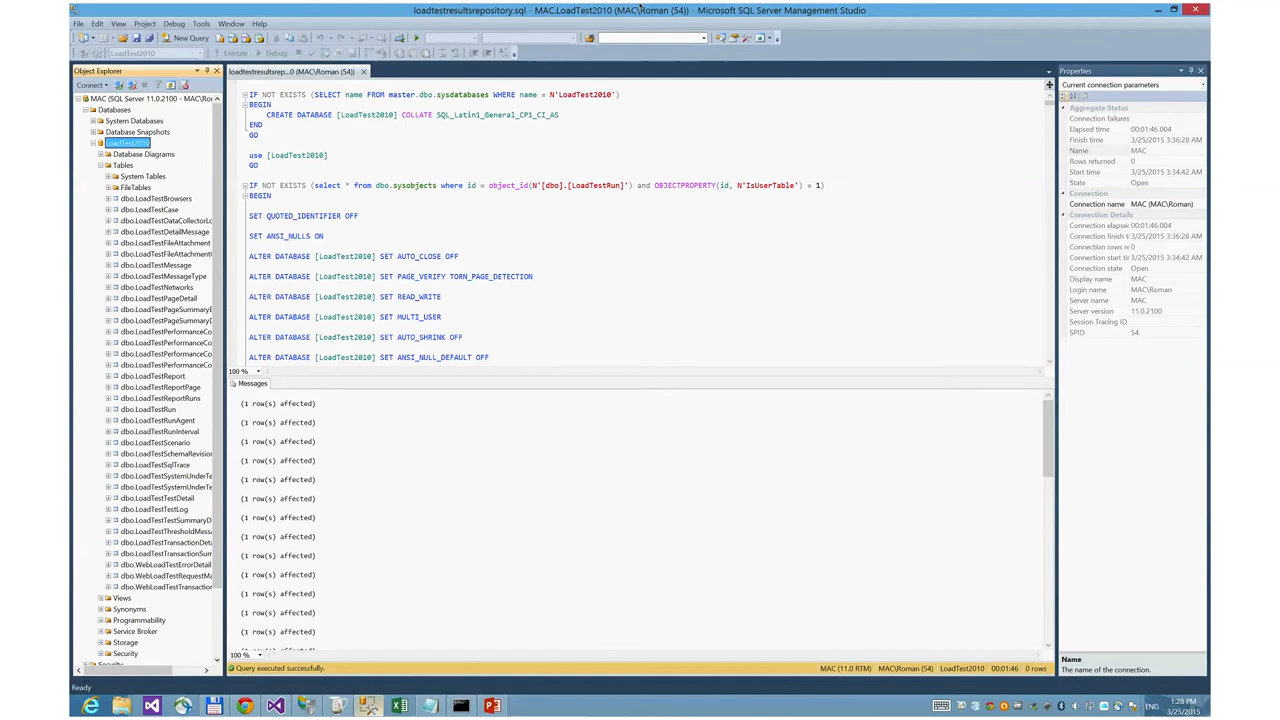 loadtestresultsrepository.sql - MAC.LoadTest2010 (MAC\Roman (54)) - Microsoft SQL Server Management Studio
File Edit View Project Debug Tools Window Help
New Query
LoadTest2010 Execute Debug
Object Explorer
Connect
MAC (SQL Server 11.0.2100 - MAC\Ror
Databases
System Databases
Database Snapshots
LoadTest2010
Database Diagrams
Tables
System Tables
FileTables
dbo.LoadTestBrowsers
dbo.LoadTestCase
dbo.LoadTestDataCollectorLo
dbo.LoadTestDetailMessage
dbo.LoadTestFileAttachment
dbo.LoadTestFileAttachment
dbo.LoadTestMessage
dbo.LoadTestMessageType
dbo.LoadTestNetworks
dbo.LoadTestPageDetail
dbo.LoadTestPageSummaryB
dbo.LoadTestPageSummaryD
dbo.LoadTestPerformanceCo
dbo.LoadTestPerformanceCo
dbo.LoadTestPerformanceCo
dbo.LoadTestPerformanceCo
dbo.LoadTestReport
dbo.LoadTestReportPage
dbo.LoadTestReportRuns
dbo.LoadTestRun
dbo.LoadTestRunAgent
dbo.LoadTestRunInterval
dbo.LoadTestScenario
dbo.LoadTestSchemaRevision
dbo.LoadTestSqlTrace
dbo.LoadTestSystemUnderTe
dbo.LoadTestSystemUnderTe
dbo.LoadTestTestDetail
dbo.LoadTestTestLog
dbo.LoadTestTestSummaryD
dbo.LoadTestThresholdMessa
dbo.LoadTestTransactionDeta
dbo.LoadTestTransactionSum
dbo.WebLoadTestErrorDetail
dbo.WebLoadTestRequestMa
dbo.WebLoadTestTransaction
Views
Synonyms
Programmability
Service Broker
Storage
Security
Security
loadtestresultsrep...0 (MAC\Roman (54))
IF NOT EXISTS (SELECT name FROM master.dbo.sysdatabases WHERE name = N'LoadTest2010')
BEGIN
CREATE DATABASE [LoadTest2010] COLLATE SQL_Latin1_General_CP1_CI_AS
END
GO
use [LoadTest2010]
GO
IF NOT EXISTS (select * from dbo.sysobjects where id = object_id(N'[dbo].[LoadTestRun]') and OBJECTPROPERTY(id, N'IsUserTable') = 1)
BEGIN
SET QUOTED_IDENTIFIER OFF
SET ANSI_NULLS ON
ALTER DATABASE [LoadTest2010] SET AUTO_CLOSE OFF
ALTER DATABASE [LoadTest2010] SET PAGE_VERIFY TORN_PAGE_DETECTION
ALTER DATABASE [LoadTest2010] SET READ_WRITE
ALTER DATABASE [LoadTest2010] SET MULTI_USER
ALTER DATABASE [LoadTest2010] SET AUTO_SHRINK OFF
ALTER DATABASE [LoadTest2010] SET ANSI_NULL_DEFAULT OFF
100 %
Messages
(1 row(s) affected)
(1 row(s) affected)
(1 row(s) affected)
(1 row(s) affected)
(1 row(s) affected)
(1 row(s) affected)
(1 row(s) affected)
(1 row(s) affected)
(1 row(s) affected)
(1 row(s) affected)
(1 row(s) affected)
(1 row(s) affected)
(1 row(s) affected)
100 %
Query executed successfully. MAC (11.0 RTM) MAC\Roman (54) LoadTest2010 00:01:46 0 rows
Properties
Current connection parameters
Aggregate Status
Connection failures
Elapsed time 00:01:46.004
Finish time 3/25/2015 3:36:28 AM
Name MAC
Rows returned 0
Start time 3/25/2015 3:34:42 AM
State Open
Connection
Connection name MAC (MAC\Roman)
Connection Details
Connection elapse 00:01:46.004
Connection finish t 3/25/2015 3:36:28 AM
Connection rows re 0
Connection start tir 3/25/2015 3:34:42 AM
Connection state Open
Display name MAC
Login name MAC\Roman
Server name MAC
Server version 11.0.2100
Session Tracing ID
SPID 54
Name
The name of the connection.
Ready
ENG
1:28 PM
3/25/2015